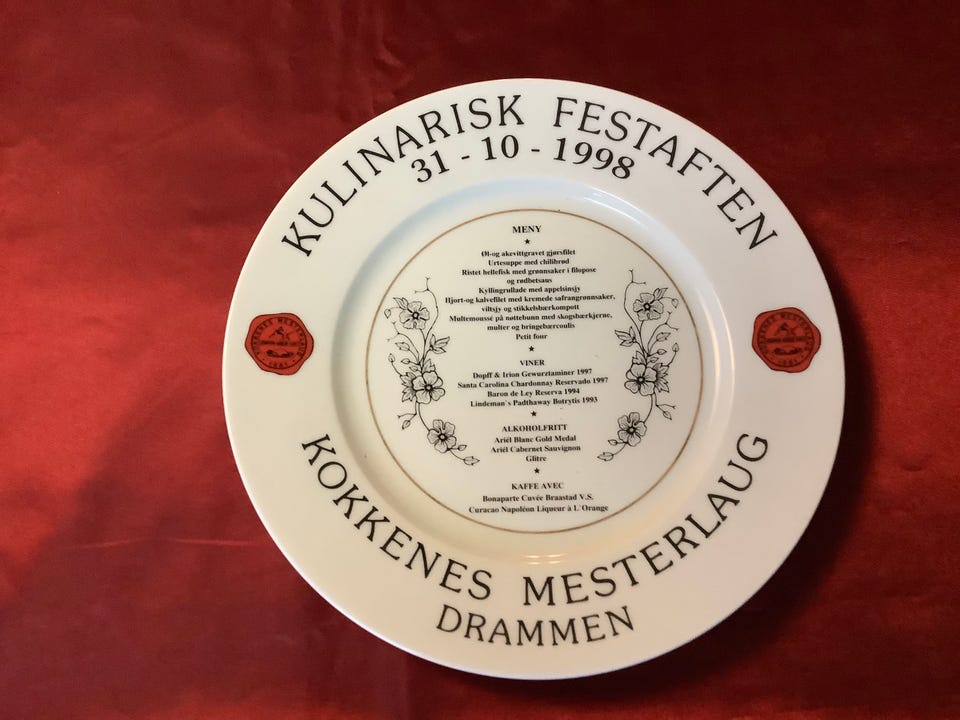 KULINARISK FESTAFTEN
31 - 10 - 1998
MENY
Øl-og akevittgravet gjørsfilet
Urtesuppe med chilibrød
Ristet hellefisk med grønnsaker i filopose
og rødbetsaus
Kyllingrullade med appelsinsjy
Hjort-og kalvefilet med kremede safrangrønnsaker,
viltsjy og stikkelsbærkompott
Multemoussé på nøttebunn med skogsbærkjerne,
multer og bringebærcoulis
Petit four
VINER
Dopff & Irion Gewurztaminer 1997
Santa Carolina Chardonnay Reservado 1997
Baron de Ley Reserva 1994
Lindeman`s Padthaway Botrytis 1993
ALKOHOLFRITT
Ariël Blanc Gold Medal
Ariël Cabernet Sauvignon
Glitre
KAFFE AVEC
Bonaparte Cuvée Braastad V.S.
Curacao Napoléon Liqueur à L`Orange
KOKKENES MESTERLAUG
DRAMMEN